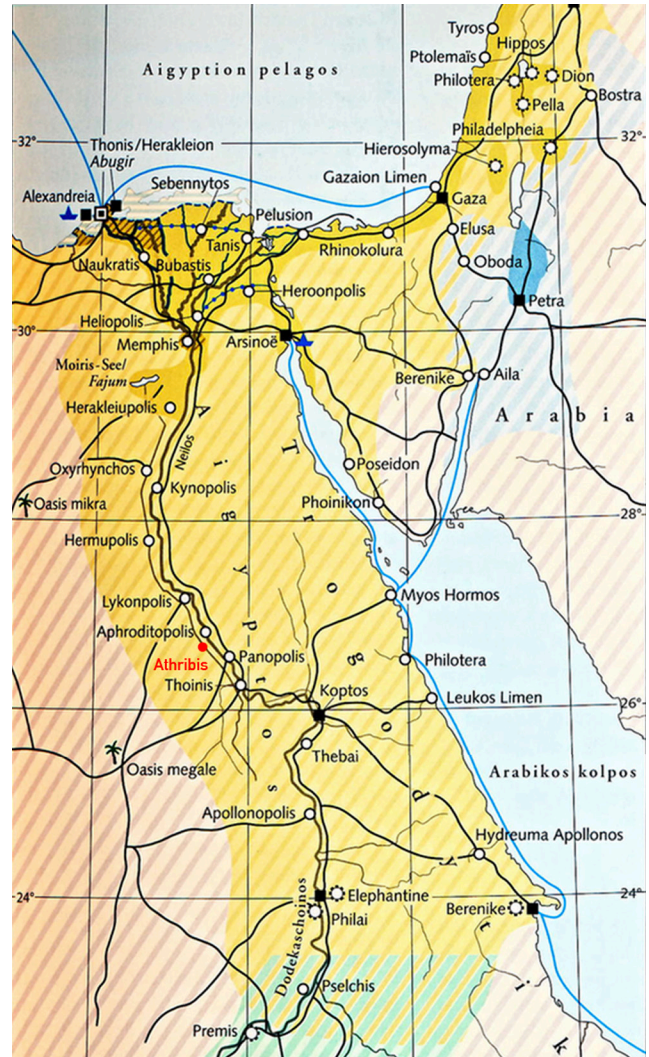 Tyros
Hippos
Ptolemaïs
Aigyption pelagos
Philotera
Dion
Bostra
Pella
Philadelpheia
32°
32°
Thonis/Herakleion
Abugir
Hierosolyma
Gazaion Limen
Alexandreia
Sebennytos
Gaza
Pelusion
Elusa
Tanis
Rhinokolura
Naukratis
Bubastis
Oboda
Heroonpolis
Petra
Heliopolis
30°
Memphis
Arsinoë
Moiris-See/
Fajum
Berenike
Aila
Herakleiupolis
Arabia
Neilos
Oxyrhynchos
Poseidon
Kynopolis
Oasis mikra
Phoinikon
28°
Hermupolis
Aigyptos
Trogodytik
Lykonpolis
Myos Hormos
Aphroditopolis
Athribis
Panopolis
Philotera
Thoinis
Koptos
Leukos Limen
26°
Thebai
Oasis megale
Arabikos kolpos
Apollonopolis
Hydreuma Apollonos
24°
Elephantine
24°
Berenike
Philai
Dodekaschoinos
Pselchis
Premis